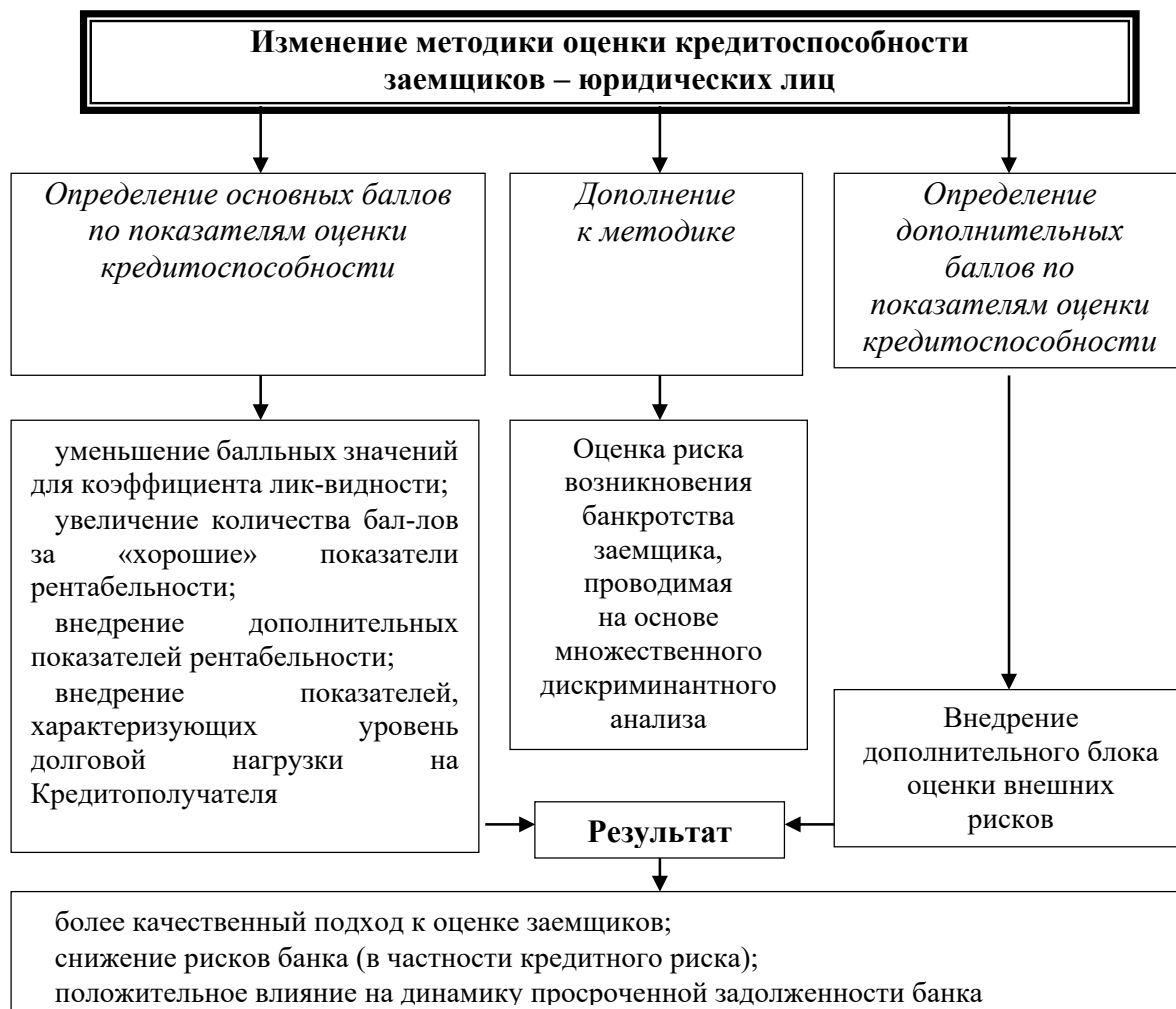 Изменение методики оценки кредитоспособности
заемщиков – юридических лиц
Определение основных баллов
по показателям оценки
кредитоспособности
Дополнение
к методике
Определение
дополнительных
баллов по
показателям оценки
кредитоспособности
уменьшение балльных значений
для коэффициента лик-видности;
увеличение количества бал-лов
за «хорошие» показатели
рентабельности;
внедрение дополнительных
показателей рентабельности;
внедрение показателей,
характеризующих уровень
долговой нагрузки на
Кредитополучателя
Оценка риска
возникновения
банкротства
заемщика,
проводимая
на основе
множественного
дискриминантного
анализа
Внедрение
дополнительного блока
оценки внешних
рисков
Результат
более качественный подход к оценке заемщиков;
снижение рисков банка (в частности кредитного риска);
положительное влияние на динамику просроченной задолженности банка